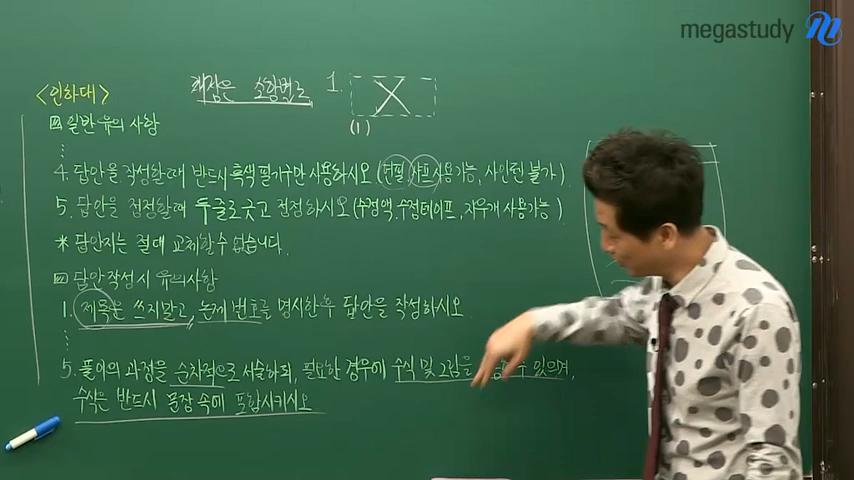 megastudy
<인하대>
채점은 소항별로
1.
(1)
일반 유의 사항
⋮
4. 답안을 작성할 때 반드시 흑색 필기구만 사용하시오 (연필, 샤프 사용가능, 사인펜 불가)
5. 답안을 정정할 때 두줄로 긋고 정정하시오 (수정액, 수정테이프, 지우개 사용가능)
* 답안지는 절대 교체할 수 없습니다.
답안 작성시 유의사항
1. 제목은 쓰지말고, 논제 번호를 명시한 후 답안을 작성하시오
⋮
5. 풀이의 과정을 순차적으로 서술하되, 필요한 경우에 수식 및 그림을 수 있으며,
수식은 반드시 문장 속에 포함시키시오